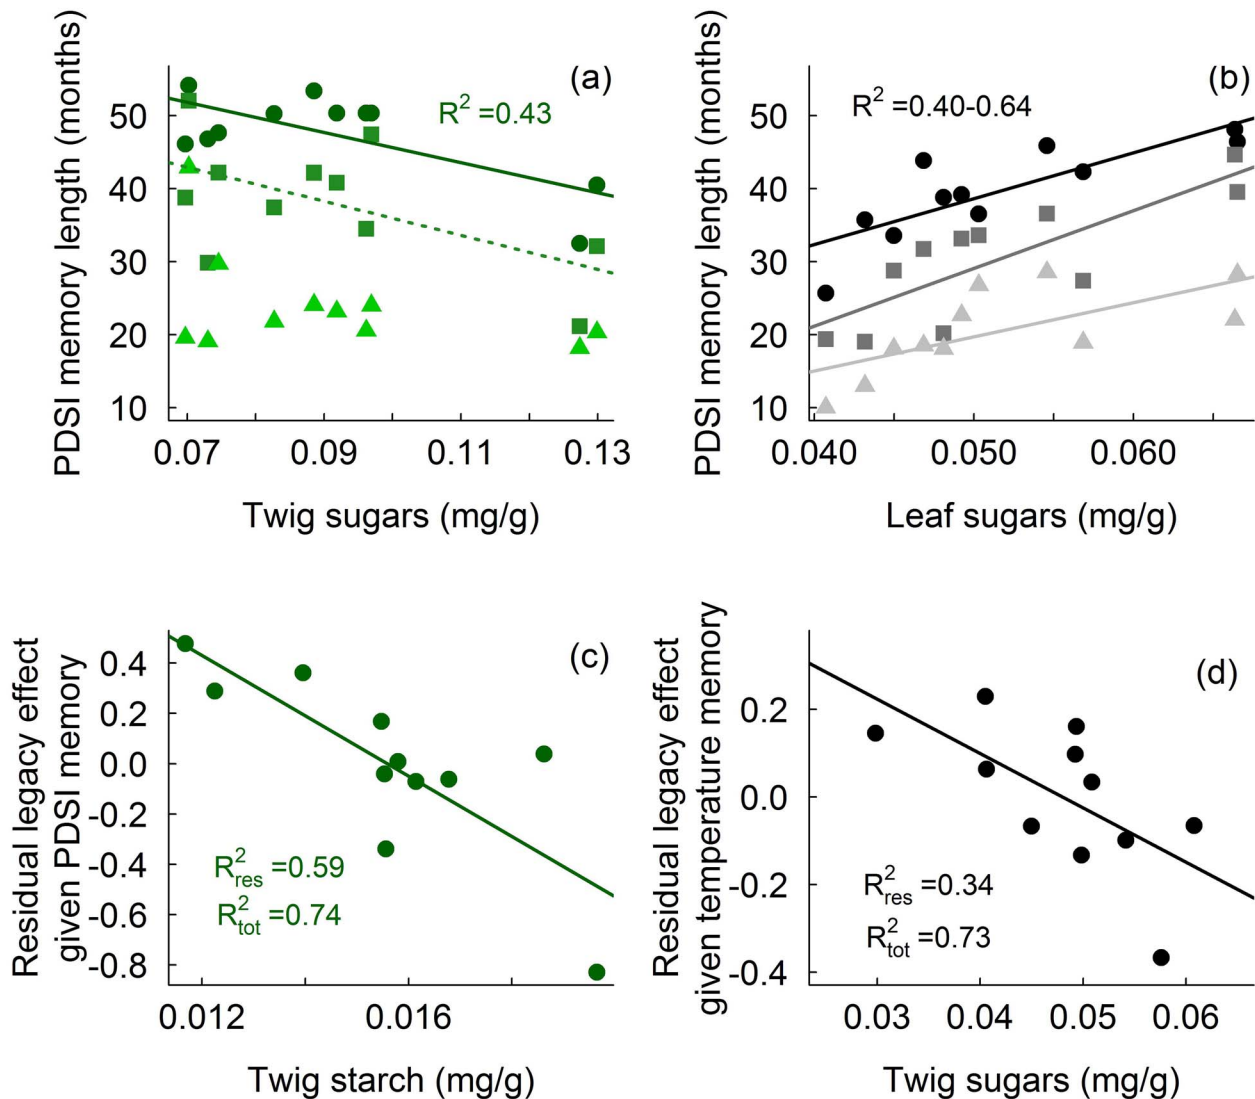 PDSI memory length (months)
50
40
30
20
10
(a)
R² =0.43
0.07
0.09
0.11
0.13
Twig sugars (mg/g)
PDSI memory length (months)
50
40
30
20
10
(b)
R² =0.40-0.64
0.040
0.050
0.060
Leaf sugars (mg/g)
Residual legacy effect
given PDSI memory
0.4
0.2
0.0
-0.2
-0.4
-0.6
-0.8
(c)
R²res =0.59
R²tot =0.74
0.012
0.016
Twig starch (mg/g)
Residual legacy effect
given temperature memory
0.2
0.0
-0.2
-0.4
(d)
R²res =0.34
R²tot =0.73
0.03
0.04
0.05
0.06
Twig sugars (mg/g)